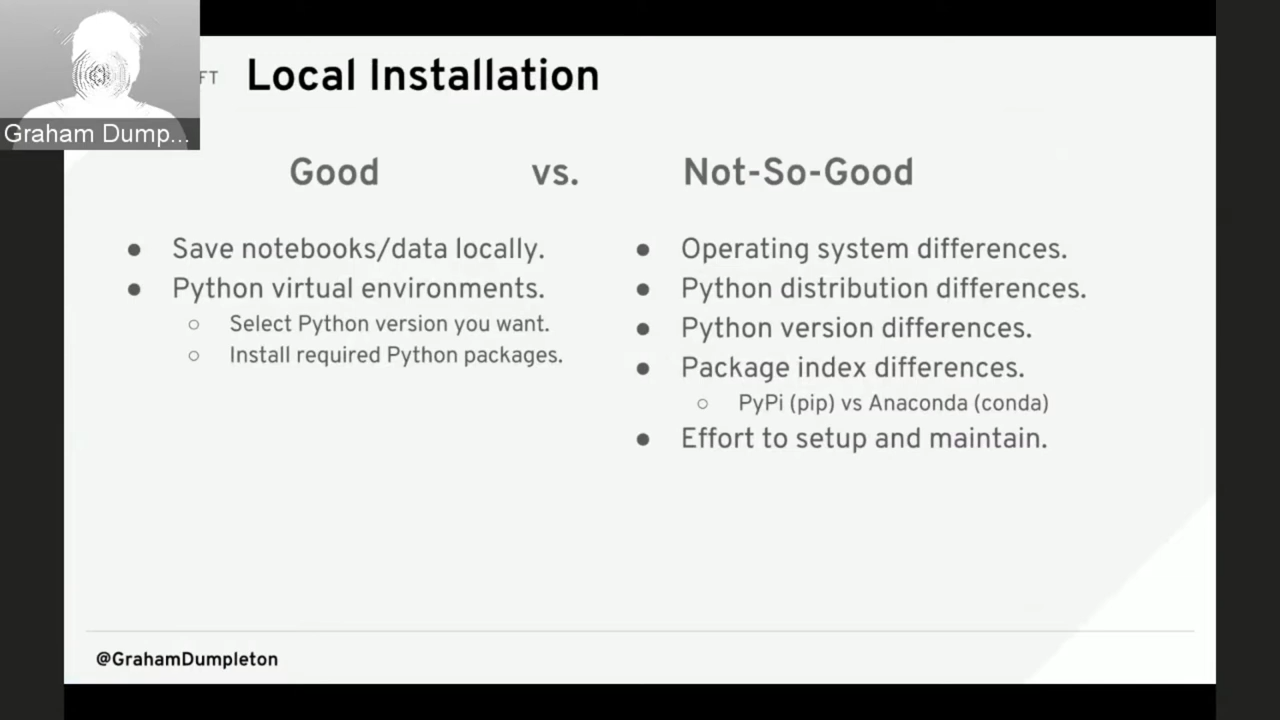 Graham Dump...
FT
Local Installation
Good vs. Not-So-Good
● Save notebooks/data locally.
● Python virtual environments.
○ Select Python version you want.
○ Install required Python packages.
● Operating system differences.
● Python distribution differences.
● Python version differences.
● Package index differences.
○ PyPi (pip) vs Anaconda (conda)
● Effort to setup and maintain.
@GrahamDumpleton